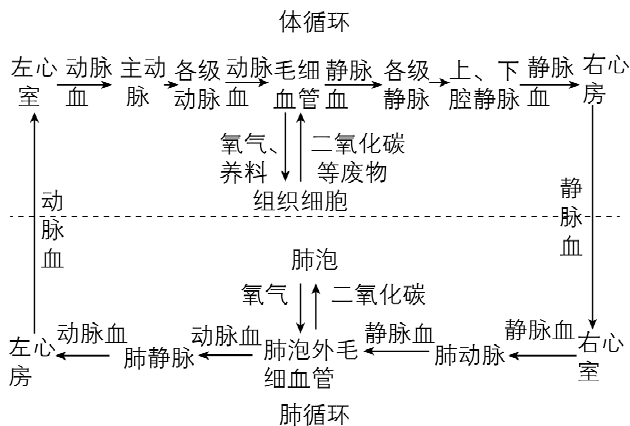 体循环
左心室 动脉血 主动脉 各级动脉 动脉血 毛细血管 静脉血 各级静脉 上、下腔静脉 静脉血 右心房
氧气、养料 二氧化碳等废物
组织细胞
动脉血 静脉血
肺泡
氧气 二氧化碳
左心房 动脉血 肺静脉 动脉血 肺泡外毛细血管 静脉血 肺动脉 静脉血 右心室
肺循环